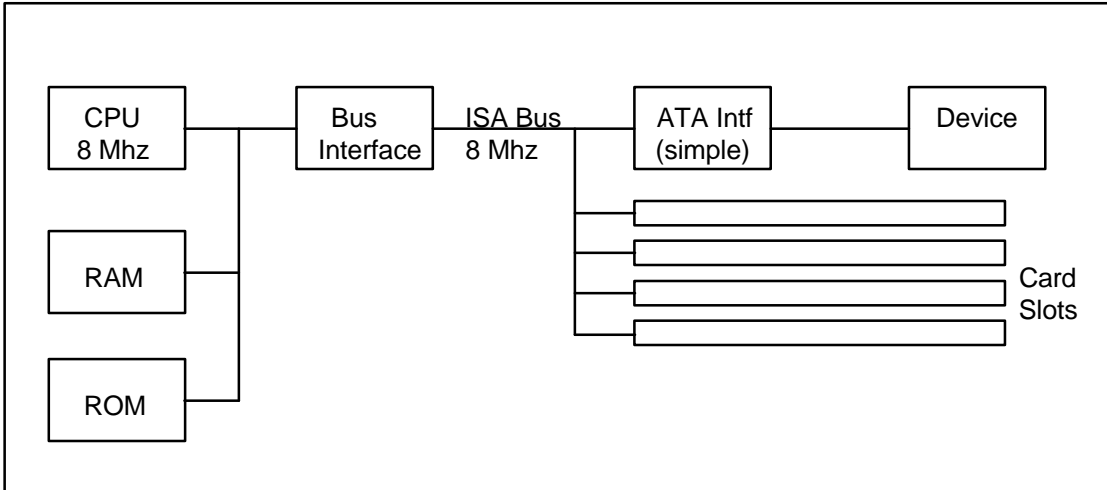 CPU
8 Mhz
Bus
Interface
ISA Bus
8 Mhz
ATA Intf
(simple)
Device
RAM
Card
Slots
ROM